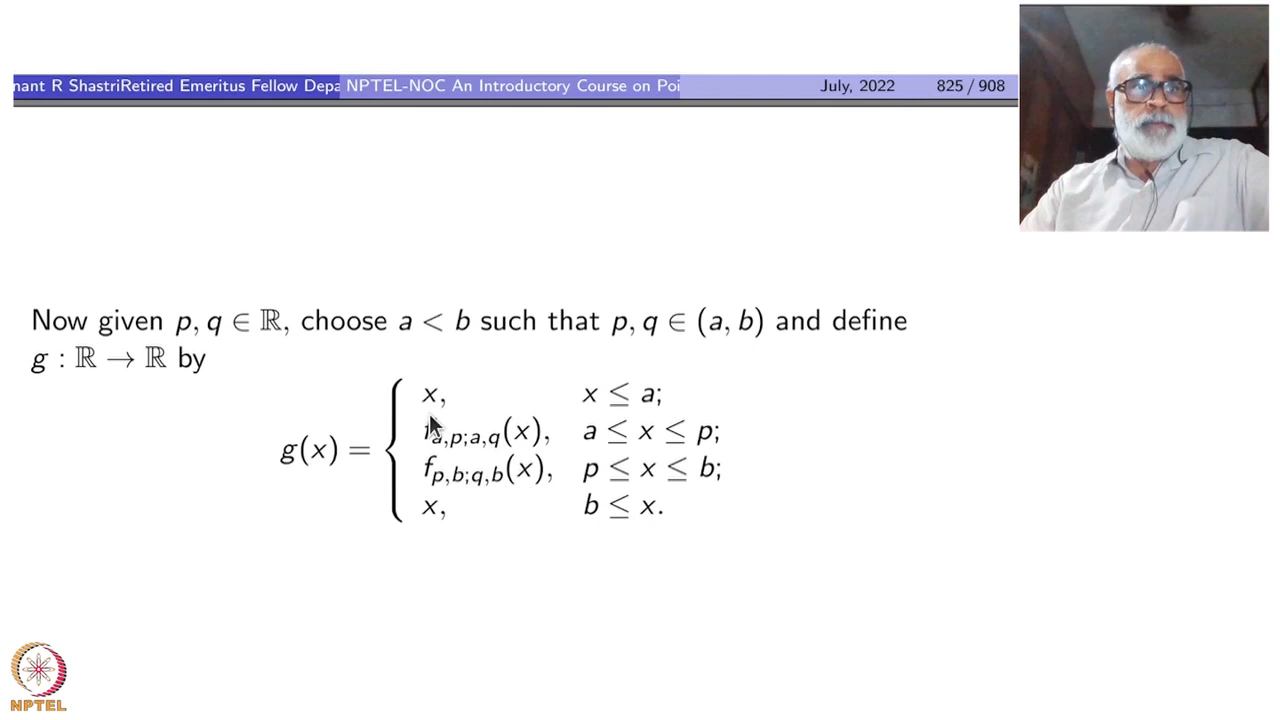 nant R ShastriRetired Emeritus Fellow Depa NPTEL-NOC An Introductory Course on Poi July, 2022 825 / 908
Now given p, q ∈ ℝ, choose a < b such that p, q ∈ (a, b) and define
g : ℝ → ℝ by
x, x ≤ a;
f_{a,p;a,q}(x), a ≤ x ≤ p;
g(x) = {
f_{p,b;q,b}(x), p ≤ x ≤ b;
x, b ≤ x.
NPTEL